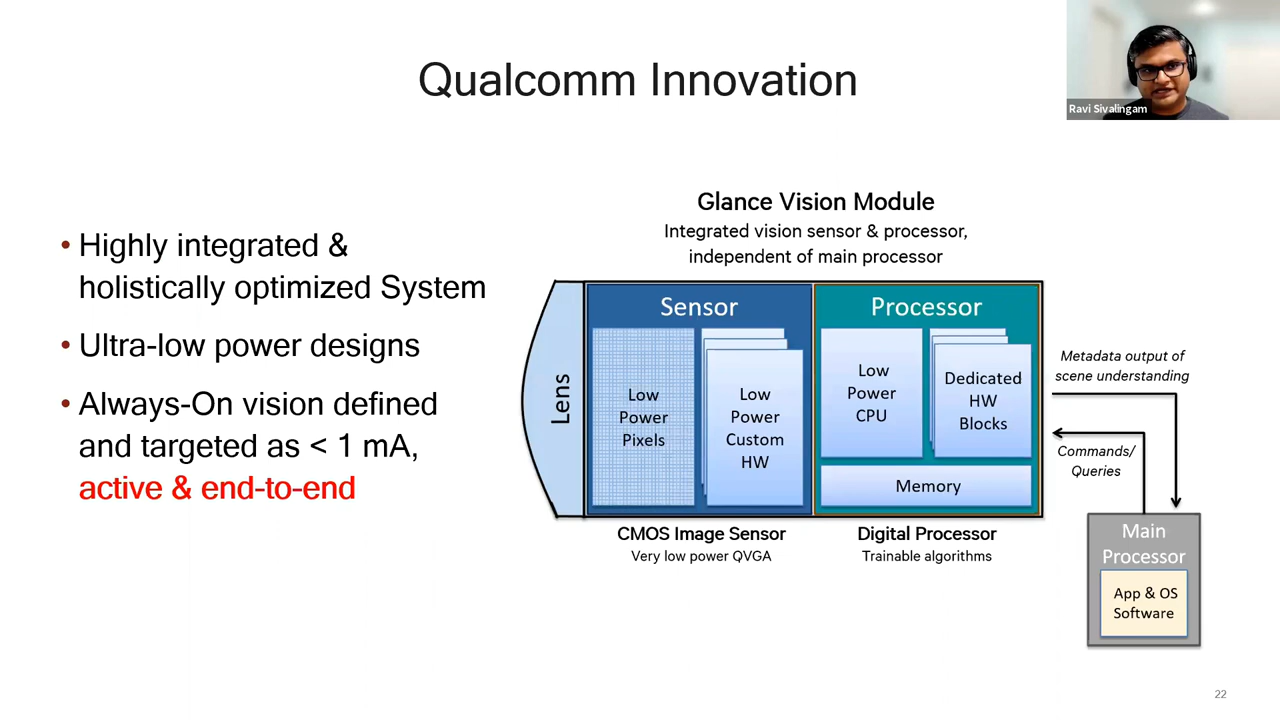 Qualcomm Innovation
Ravi Sivalingam
• Highly integrated &
holistically optimized System
• Ultra-low power designs
• Always-On vision defined
and targeted as < 1 mA,
active & end-to-end
Glance Vision Module
Integrated vision sensor & processor,
independent of main processor
Lens
Sensor
Low
Power
Pixels
Low
Power
Custom
HW
CMOS Image Sensor
Very low power QVGA
Processor
Low
Power
CPU
Dedicated
HW
Blocks
Memory
Digital Processor
Trainable algorithms
Metadata output of
scene understanding
Commands/
Queries
Main
Processor
App & OS
Software
22